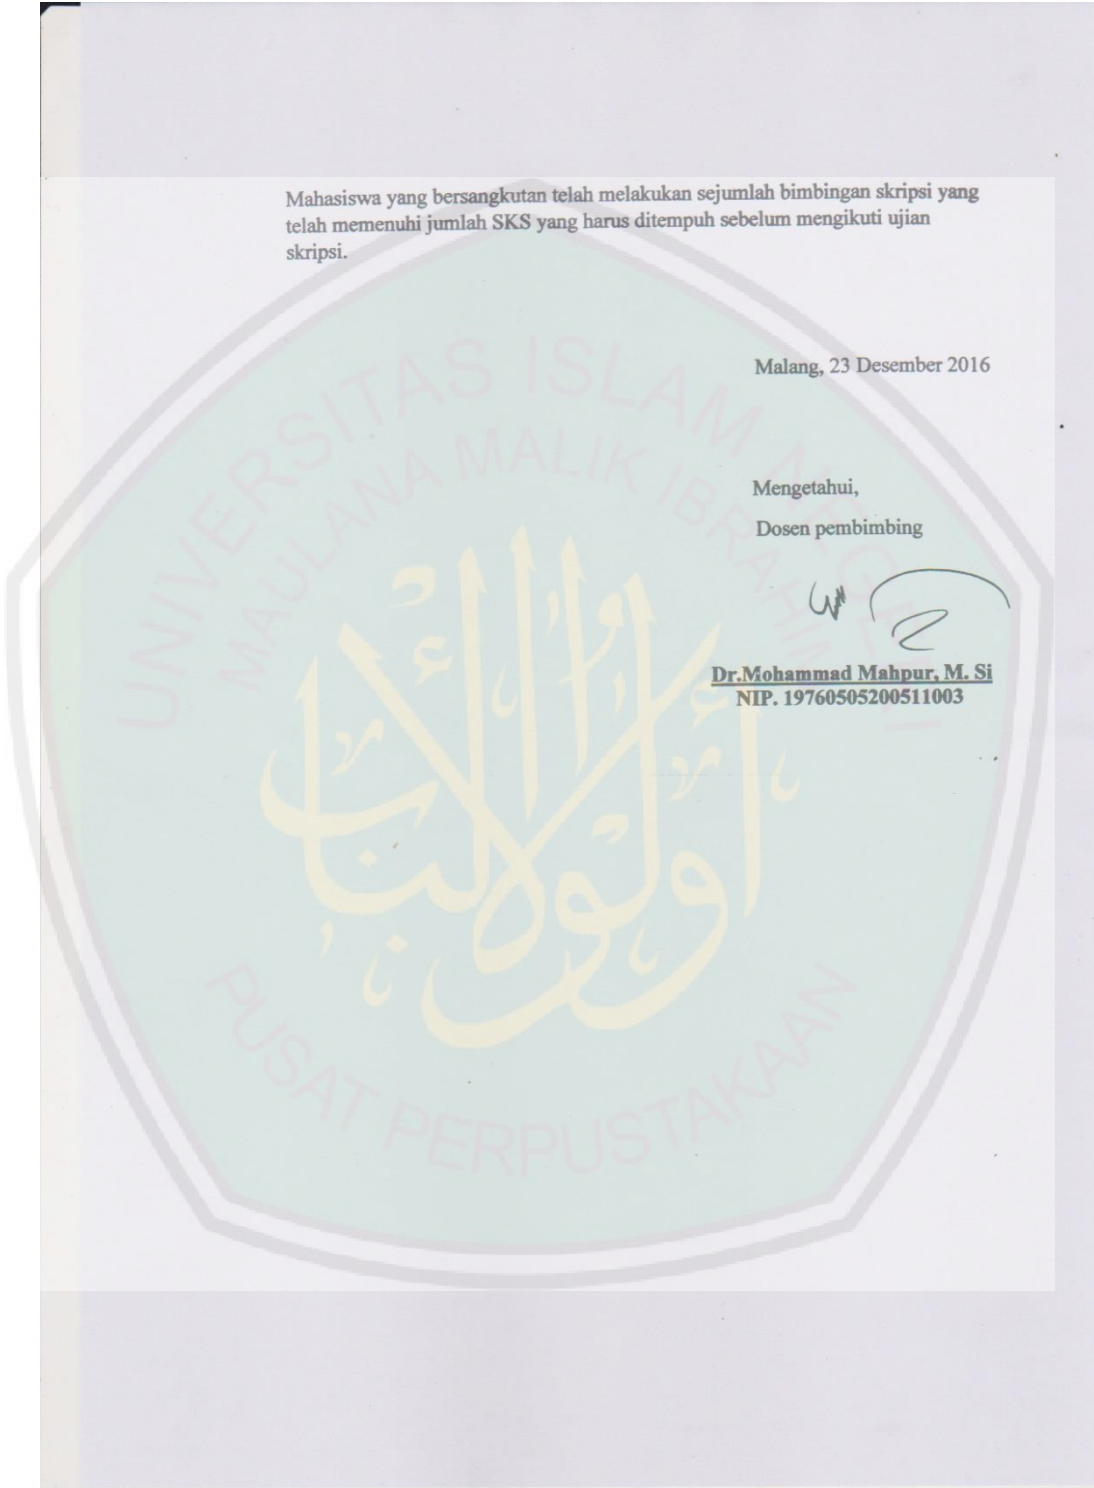 Mahasiswa yang bersangkutan telah melakukan sejumlah bimbingan skripsi yang
telah memenuhi jumlah SKS yang harus ditempuh sebelum mengikuti ujian
skripsi.
Malang, 23 Desember 2016
Mengetahui,
Dosen pembimbing
Dr.Mohammad Mahpur, M. Si
NIP. 19760505200511003
UNIVERSITAS ISLAM NEGERI
MAULANA MALIK IBRAHIM
PUSAT PERPUSTAKAAN